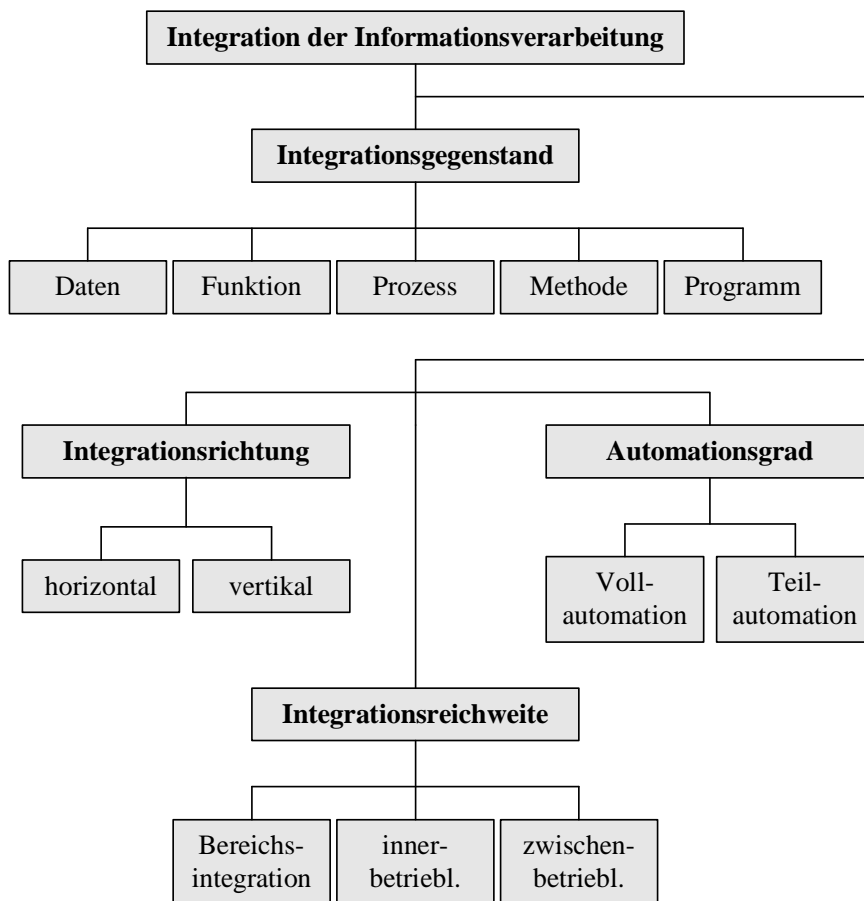 Integration der Informationsverarbeitung
Integrationsgegenstand
Daten
Funktion
Prozess
Methode
Programm
Integrationsrichtung
Automationsgrad
horizontal
vertikal
Voll-
automation
Teil-
automation
Integrationsreichweite
Bereichs-
integration
inner-
betriebl.
zwischen-
betriebl.